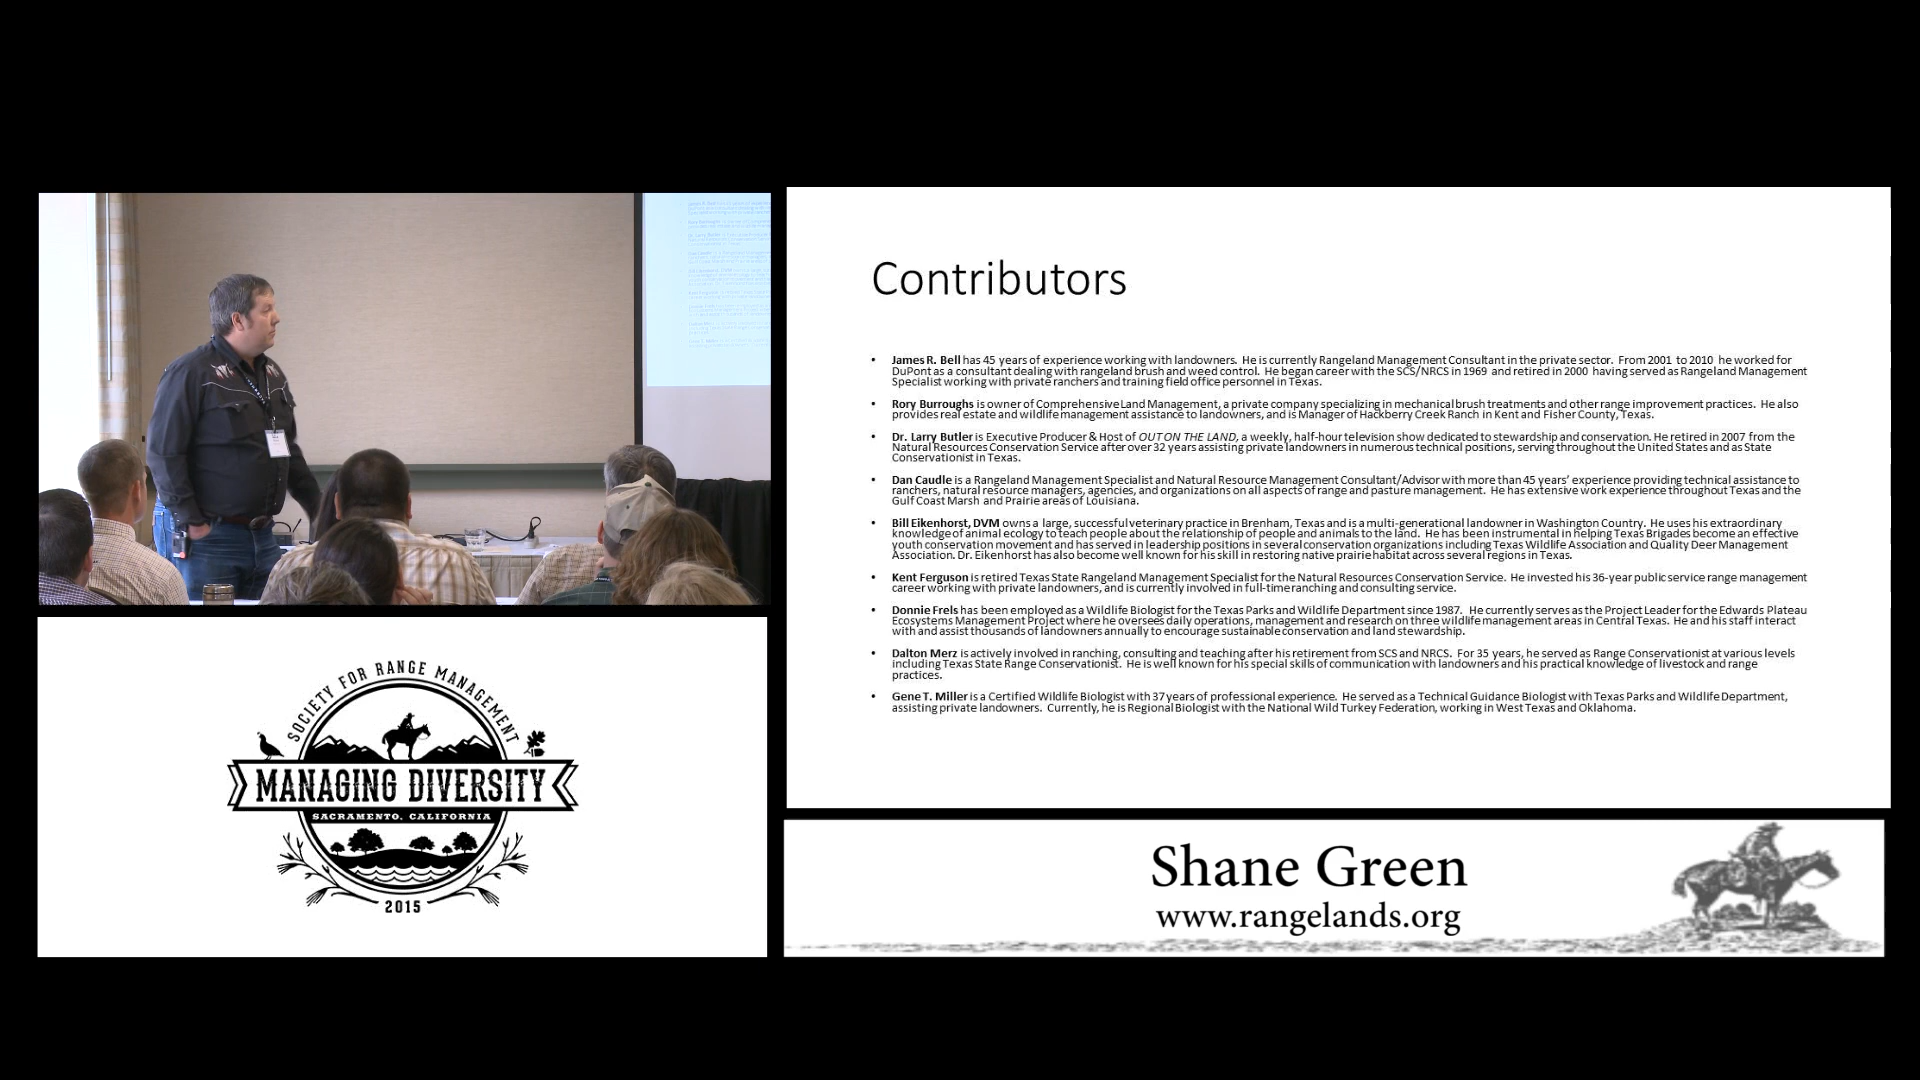 Contributors
• James R. Bell has 45 years of experience working with landowners. He is currently Rangeland Management Consultant in the private sector. From 2001 to 2010 he worked for
DuPont as a consultant dealing with rangeland brush and weed control. He began career with the SCS/NRCS in 1969 and retired in 2000 having served as Rangeland Management
Specialist working with private ranchers and training field office personnel in Texas.
• Rory Burroughs is owner of Comprehensive Land Management, a private company specializing in mechanical brush treatments and other range improvement practices. He also
provides real estate and wildlife management assistance to landowners, and is Manager of Hackberry Creek Ranch in Kent and Fisher County, Texas.
• Dr. Larry Butler is Executive Producer & Host of OUT ON THE LAND, a weekly, half-hour television show dedicated to stewardship and conservation. He retired in 2007 from the
Natural Resources Conservation Service after over 32 years assisting private landowners in numerous technical positions, serving throughout the United States and as State
Conservationist in Texas.
• Dan Caudle is a Rangeland Management Specialist and Natural Resource Management Consultant/Advisor with more than 45 years' experience providing technical assistance to
ranchers, natural resource managers, agencies, and organizations on all aspects of range and pasture management. He has extensive work experience throughout Texas and the
Gulf Coast Marsh and Prairie areas of Louisiana.
• Bill Eikenhorst, DVM owns a large, successful veterinary practice in Brenham, Texas and is a multi-generational landowner in Washington Country. He uses his extraordinary
knowledge of animal ecology to teach people about the relationship of people and animals to the land. He has been instrumental in helping Texas Brigades become an effective
youth conservation movement and has served in leadership positions in several conservation organizations including Texas Wildlife Association and Quality Deer Management
Association. Dr. Eikenhorst has also become well known for his skill in restoring native prairie habitat across several regions in Texas.
• Kent Ferguson is retired Texas State Rangeland Management Specialist for the Natural Resources Conservation Service. He invested his 36-year public service range management
career working with private landowners, and is currently involved in full-time ranching and consulting service.
• Donnie Frels has been employed as a Wildlife Biologist for the Texas Parks and Wildlife Department since 1987. He currently serves as the Project Leader for the Edwards Plateau
Ecosystems Management Project where he oversees daily operations, management and research on three wildlife management areas in Central Texas. He and his staff interact
with and assist thousands of landowners annually to encourage sustainable conservation and land stewardship.
• Dalton Merz is actively involved in ranching, consulting and teaching after his retirement from SCS and NRCS. For 35 years, he served as Range Conservationist at various levels
including Texas State Range Conservationist. He is well known for his special skills of communication with landowners and his practical knowledge of livestock and range
practices.
• Gene T. Miller is a Certified Wildlife Biologist with 37 years of professional experience. He served as a Technical Guidance Biologist with Texas Parks and Wildlife Department,
assisting private landowners. Currently, he is Regional Biologist with the National Wild Turkey Federation, working in West Texas and Oklahoma.
SOCIETY FOR RANGE MANAGEMENT
MANAGING DIVERSITY
SACRAMENTO, CALIFORNIA
2015
Shane Green
www.rangelands.org